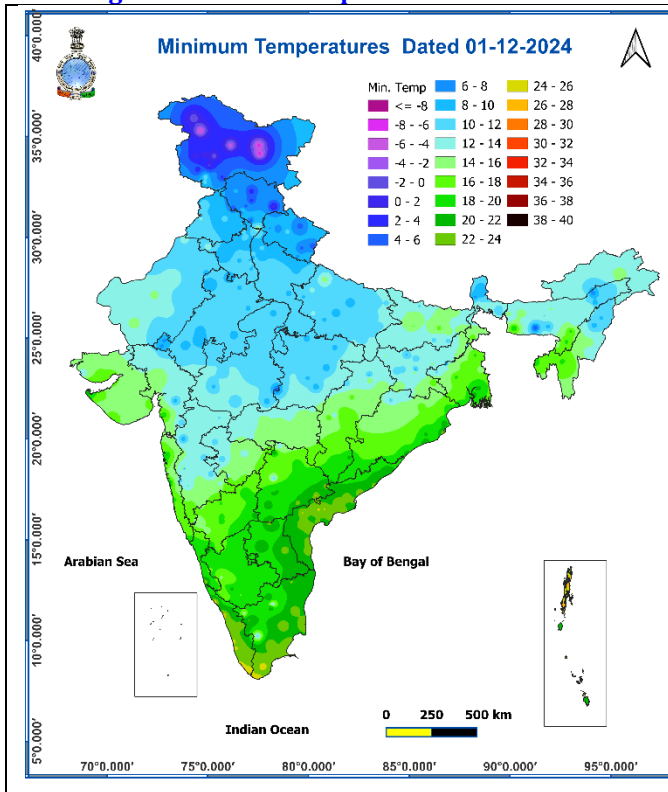 Minimum Temperatures Dated 01-12-2024
Min. Temp
<= -8
-8 - -6
-6 - -4
-4 - -2
-2 - 0
0 - 2
2 - 4
4 - 6
6 - 8
8 - 10
10 - 12
12 - 14
14 - 16
16 - 18
18 - 20
20 - 22
22 - 24
24 - 26
26 - 28
28 - 30
30 - 32
32 - 34
34 - 36
36 - 38
38 - 40
40°0.000'
35°0.000'
30°0.000'
25°0.000'
20°0.000'
15°0.000'
10°0.000'
5°0.000'
Arabian Sea
Bay of Bengal
Indian Ocean
0 250 500 km
70°0.000' 75°0.000' 80°0.000' 85°0.000' 90°0.000' 95°0.000'